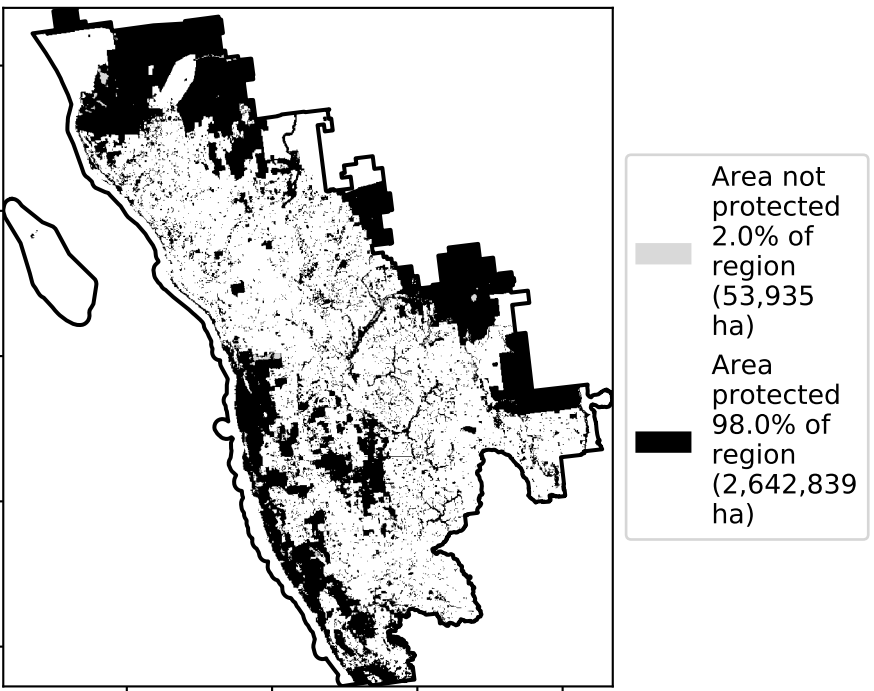 Area not
protected
2.0% of
region
(53,935
ha)
Area
protected
98.0% of
region
(2,642,839
ha)